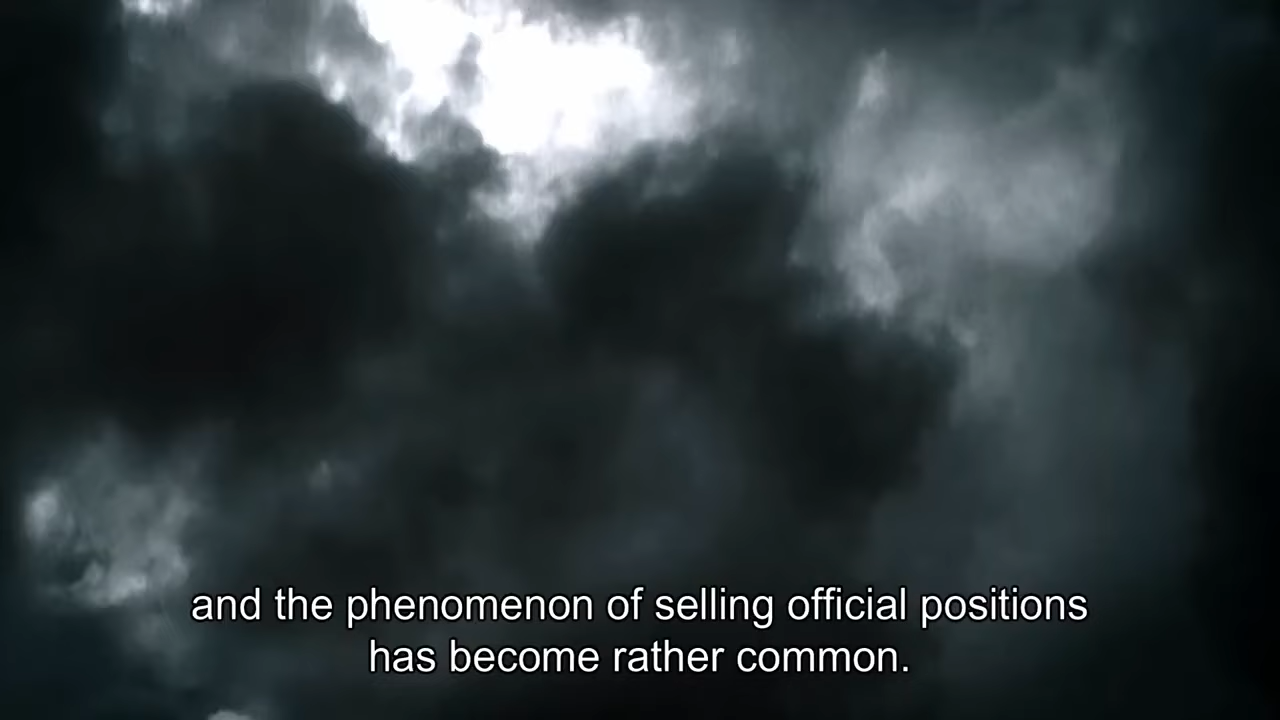 and the phenomenon of selling official positions
has become rather common.